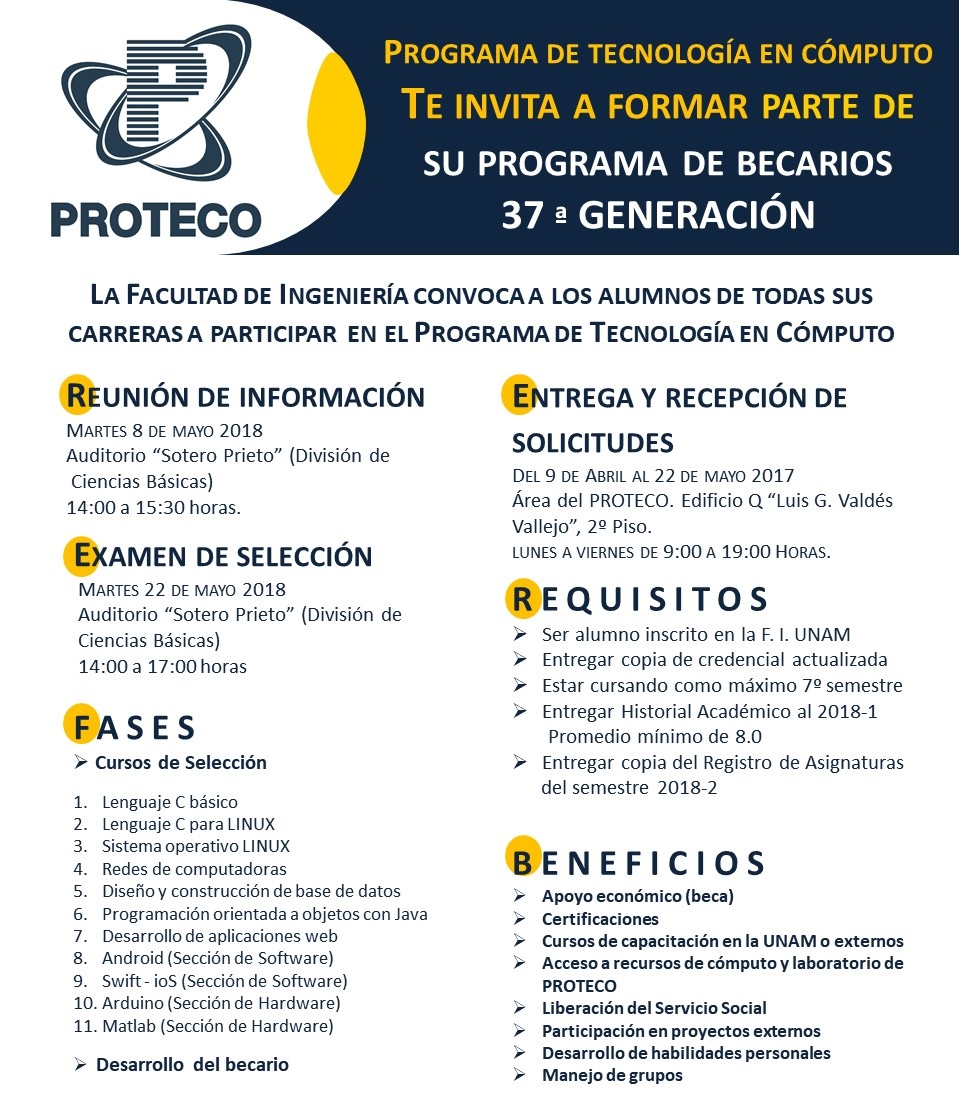 PROTECO
PROGRAMA DE TECNOLOGÍA EN CÓMPUTO
TE INVITA A FORMAR PARTE DE
SU PROGRAMA DE BECARIOS
37 ª GENERACIÓN
LA FACULTAD DE INGENIERÍA CONVOCA A LOS ALUMNOS DE TODAS SUS
CARRERAS A PARTICIPAR EN EL PROGRAMA DE TECNOLOGÍA EN CÓMPUTO
REUNIÓN DE INFORMACIÓN
MARTES 8 DE MAYO 2018
Auditorio “Sotero Prieto” (División de
Ciencias Básicas)
14:00 a 15:30 horas.
EXAMEN DE SELECCIÓN
MARTES 22 DE MAYO 2018
Auditorio “Sotero Prieto” (División de
Ciencias Básicas)
14:00 a 17:00 horas
FASES
➢ Cursos de Selección
1. Lenguaje C básico
2. Lenguaje C para LINUX
3. Sistema operativo LINUX
4. Redes de computadoras
5. Diseño y construcción de base de datos
6. Programación orientada a objetos con Java
7. Desarrollo de aplicaciones web
8. Android (Sección de Software)
9. Swift - ioS (Sección de Software)
10. Arduino (Sección de Hardware)
11. Matlab (Sección de Hardware)
➢ Desarrollo del becario
ENTREGA Y RECEPCIÓN DE
SOLICITUDES
DEL 9 DE ABRIL AL 22 DE MAYO 2017
Área del PROTECO. Edificio Q “Luis G. Valdés
Vallejo”, 2º Piso.
LUNES A VIERNES DE 9:00 A 19:00 HORAS.
REQUISITOS
➢ Ser alumno inscrito en la F. I. UNAM
➢ Entregar copia de credencial actualizada
➢ Estar cursando como máximo 7º semestre
➢ Entregar Historial Académico al 2018-1
Promedio mínimo de 8.0
➢ Entregar copia del Registro de Asignaturas
del semestre 2018-2
BENEFICIOS
➢ Apoyo económico (beca)
➢ Certificaciones
➢ Cursos de capacitación en la UNAM o externos
➢ Acceso a recursos de cómputo y laboratorio de
PROTECO
➢ Liberación del Servicio Social
➢ Participación en proyectos externos
➢ Desarrollo de habilidades personales
➢ Manejo de grupos